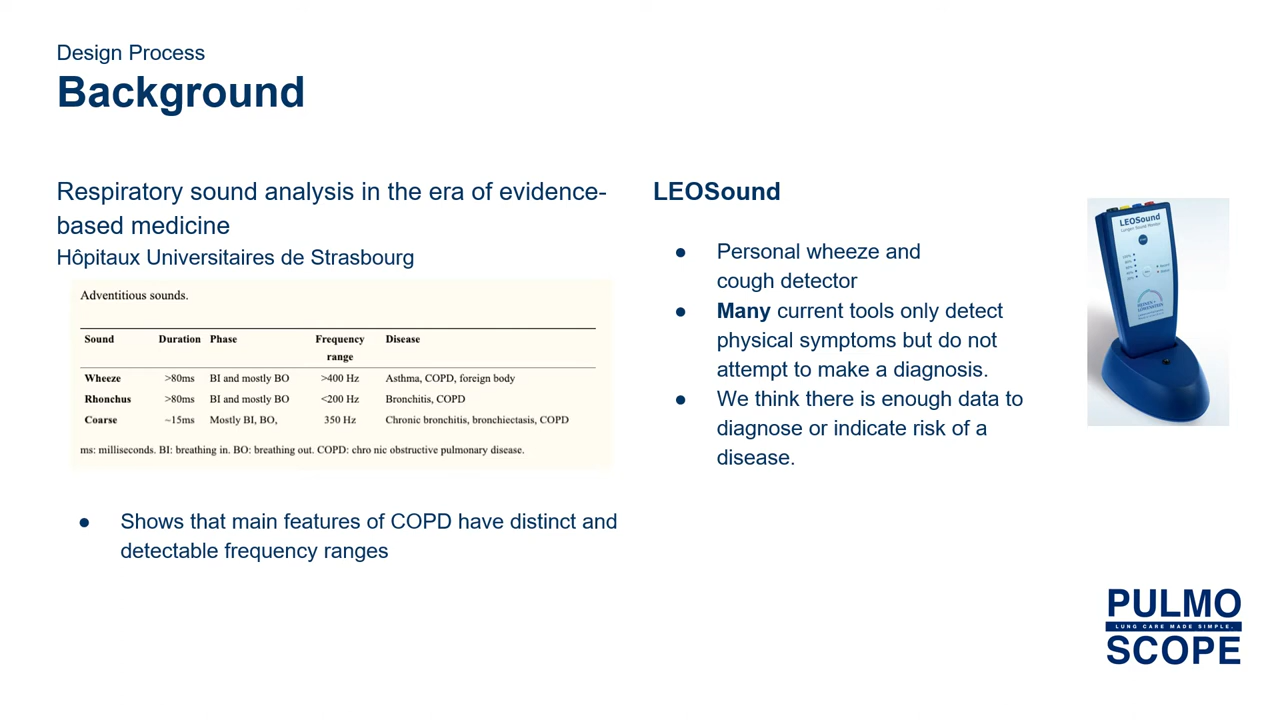 Design Process
Background
Respiratory sound analysis in the era of evidence-
based medicine
Hôpitaux Universitaires de Strasbourg
Adventitious sounds.
Sound Duration Phase Frequency range Disease
Wheeze >80ms BI and mostly BO >400 Hz Asthma, COPD, foreign body
Rhonchus >80ms BI and mostly BO <200 Hz Bronchitis, COPD
Coarse ~15ms Mostly BI, BO, 350 Hz Chronic bronchitis, bronchiectasis, COPD
ms: milliseconds. BI: breathing in. BO: breathing out. COPD: chro nic obstructive pulmonary disease.
● Shows that main features of COPD have distinct and
detectable frequency ranges
LEOSound
● Personal wheeze and
cough detector
● Many current tools only detect
physical symptoms but do not
attempt to make a diagnosis.
● We think there is enough data to
diagnose or indicate risk of a
disease.
LEOSound
PULMO
LUNG CARE MADE SIMPLE.
SCOPE